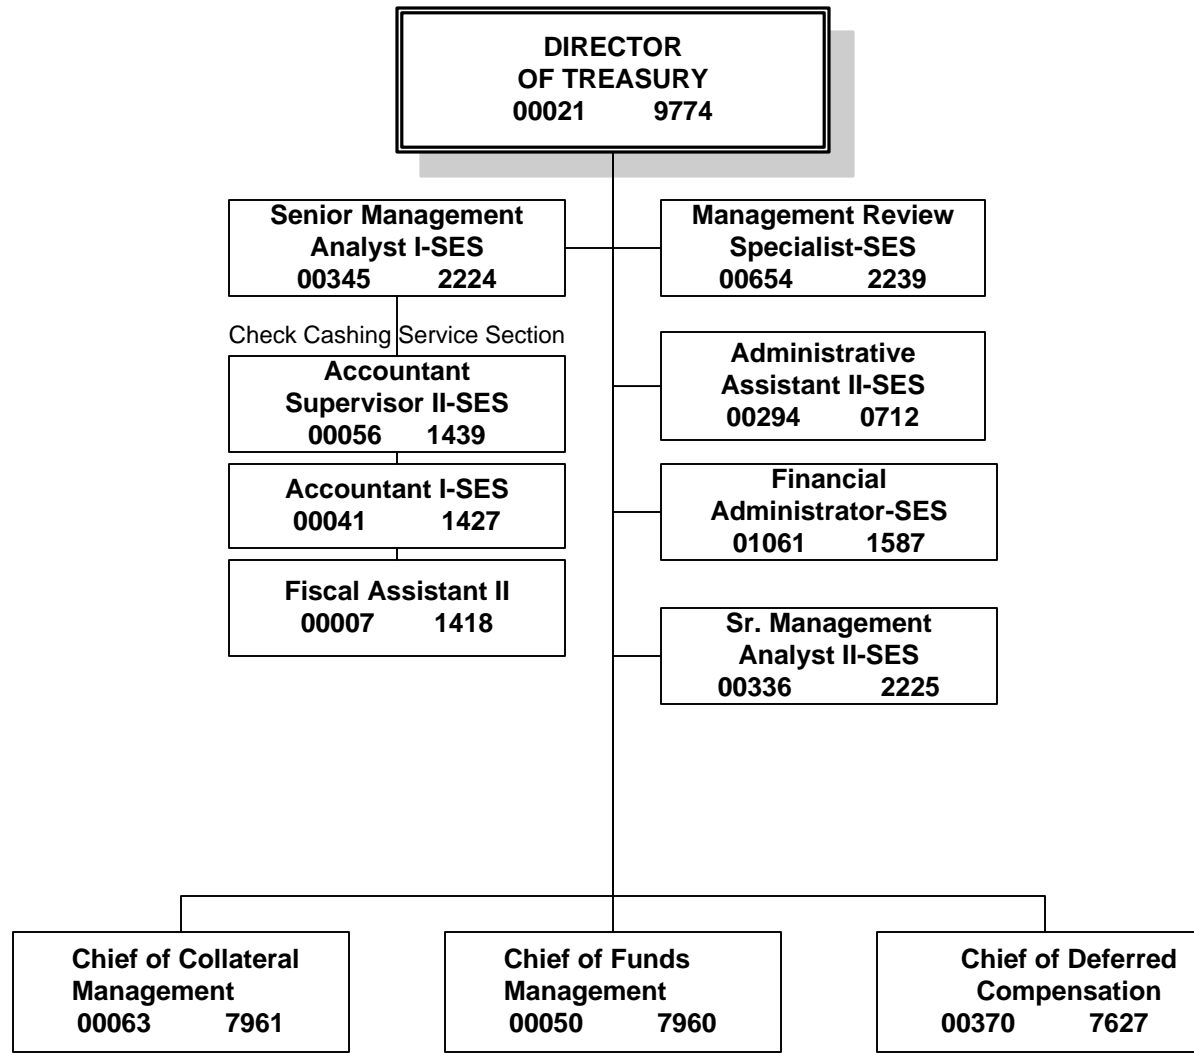 DIRECTOR
OF TREASURY
00021 9774
Senior Management
Analyst I-SES
00345 2224
Management Review
Specialist-SES
00654 2239
Check Cashing Service Section
Accountant
Supervisor II-SES
00056 1439
Administrative
Assistant II-SES
00294 0712
Accountant I-SES
00041 1427
Financial
Administrator-SES
01061 1587
Fiscal Assistant II
00007 1418
Sr. Management
Analyst II-SES
00336 2225
Chief of Collateral
Management
00063 7961
Chief of Funds
Management
00050 7960
Chief of Deferred
Compensation
00370 7627